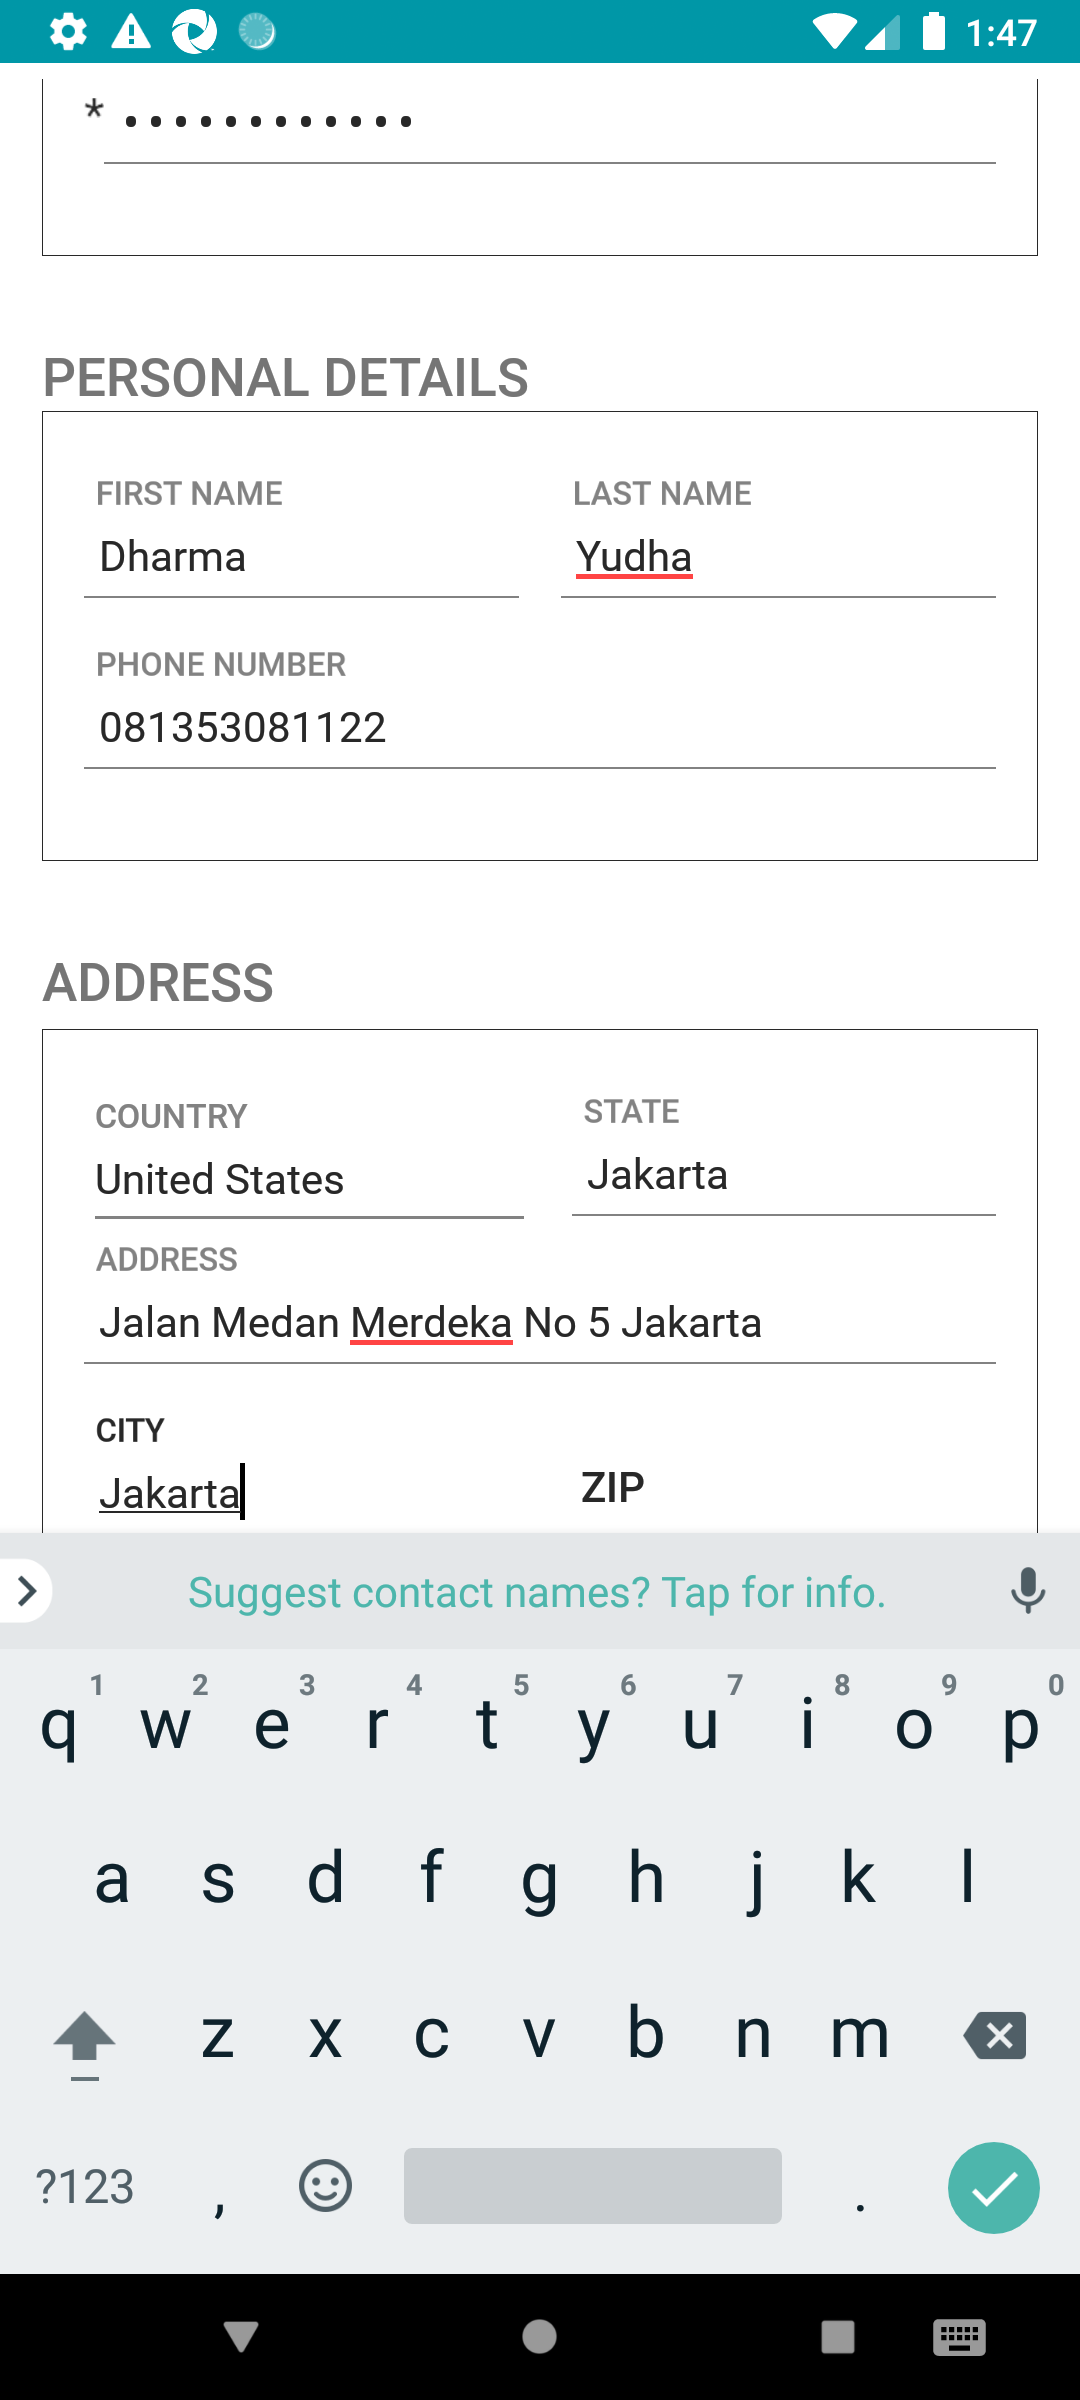 1:47
* ············
PERSONAL DETAILS
FIRST NAME LAST NAME
Dharma Yudha
PHONE NUMBER
081353081122
ADDRESS
COUNTRY STATE
United States Jakarta
ADDRESS
Jalan Medan Merdeka No 5 Jakarta
CITY
Jakarta ZIP
Suggest contact names? Tap for info.
1 2 3 4 5 6 7 8 9 0
q w e r t y u i o p
a s d f g h j k l
z x c v b n m
?123 , .